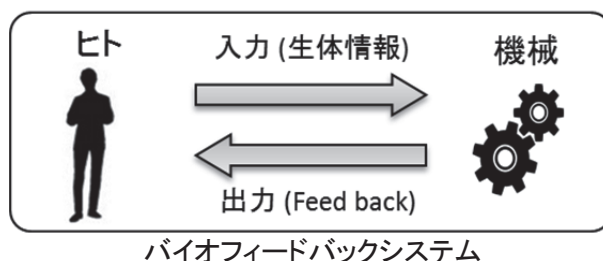 ヒト
入力 (生体情報)
機械
出力 (Feed back)
バイオフィードバックシステム